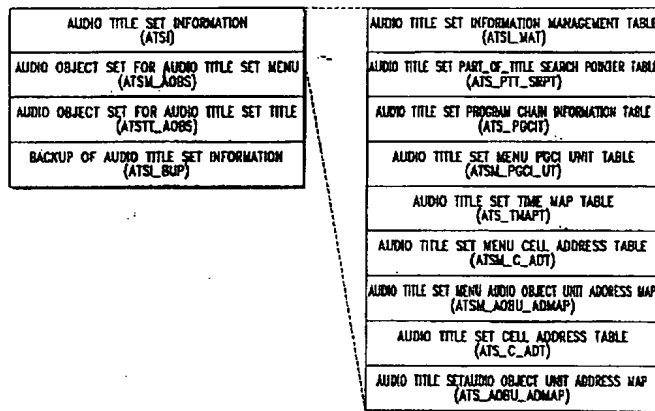 AUDIO TITLE SET INFORMATION
(ATSI)
AUDIO OBJECT SET FOR AUDIO TITLE SET MENU
(ATSM_AOBS)
AUDIO OBJECT SET FOR AUDIO TITLE SET TITLE
(ATSTT_AOBS)
BACKUP OF AUDIO TITLE SET INFORMATION
(ATSI_BUP)
AUDIO TITLE SET INFORMATION MANAGEMENT TABLE
(ATSI_MAT)
AUDIO TITLE SET PART_OF_TITLE SEARCH POINTER TABLE
(ATS_PTT_SRPT)
AUDIO TITLE SET PROGRAM CHAIN INFORMATION TABLE
(ATS_PGCIT)
AUDIO TITLE SET MENU PGCI UNIT TABLE
(ATSM_PGCI_UT)
AUDIO TITLE SET TIME MAP TABLE
(ATS_TMAPT)
AUDIO TITLE SET MENU CELL ADDRESS TABLE
(ATSM_C_ADT)
AUDIO TITLE SET MENU AUDIO OBJECT UNIT ADDRESS MAP
(ATSM_AOBU_ADMAP)
AUDIO TITLE SET CELL ADDRESS TABLE
(ATS_C_ADT)
AUDIO TITLE SETAUDIO OBJECT UNIT ADDRESS MAP
(ATS_AOBU_ADMAP)